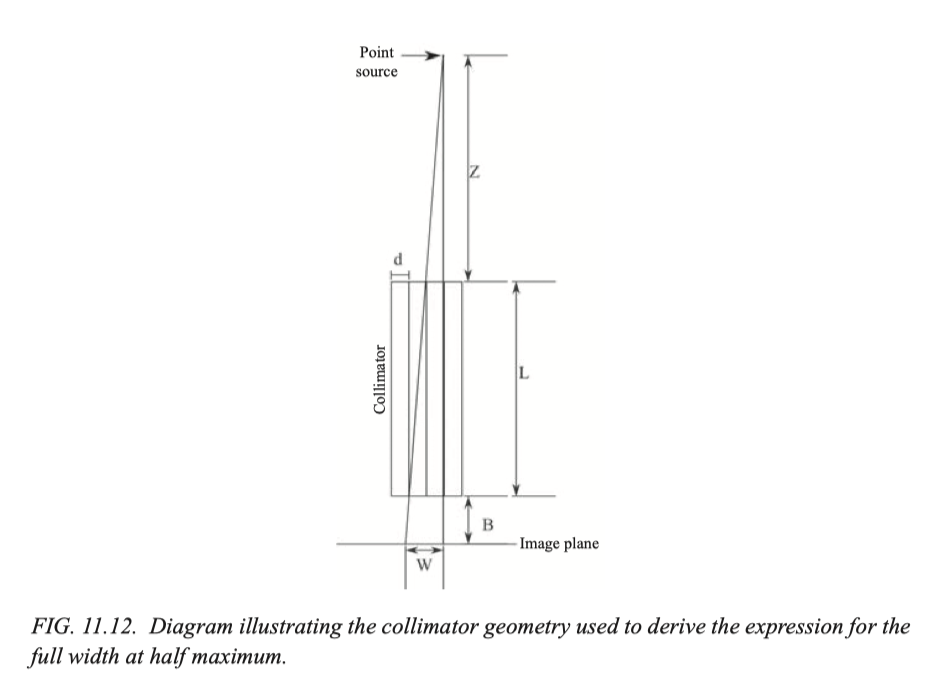 Point
source
Z
d
Collimator
L
B
Image plane
W
FIG. 11.12. Diagram illustrating the collimator geometry used to derive the expression for the
full width at half maximum.